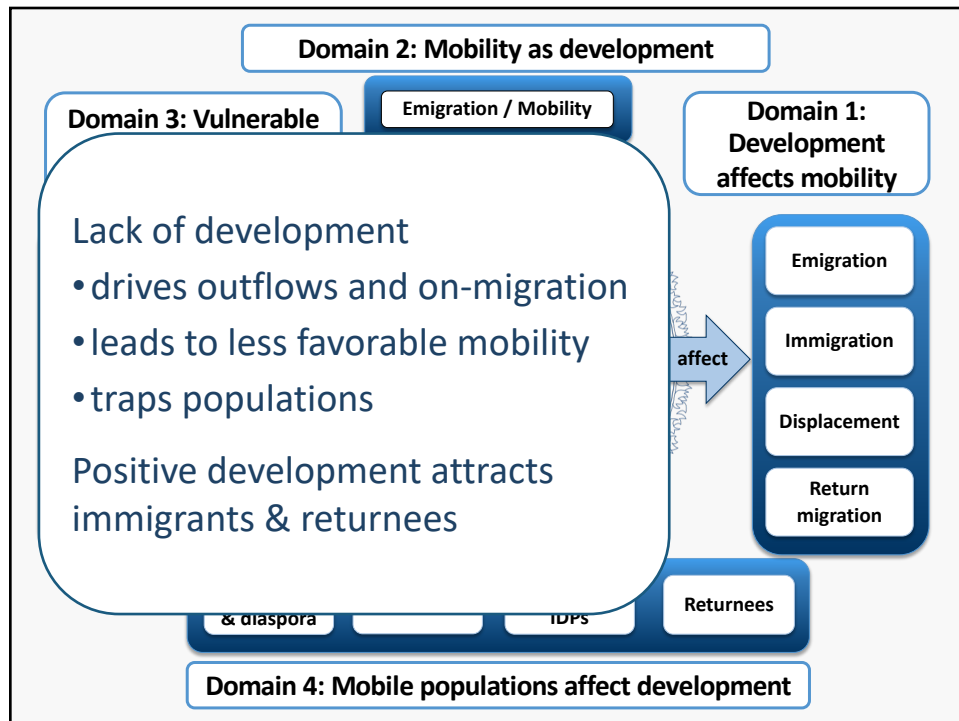 Domain 2: Mobility as development
Emigration / Mobility
Domain 3: Vulnerable
Domain 1:
Development
affects mobility
Lack of development
•drives outflows and on-migration
•leads to less favorable mobility
•traps populations
Positive development attracts
immigrants & returnees
affect
Emigration
Immigration
Displacement
Return
migration
& diaspora
IDPs
Returnees
Domain 4: Mobile populations affect development